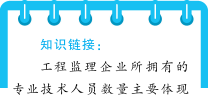 知识链接：
工程监理企业所拥有的
专业技术人员数量主要体现